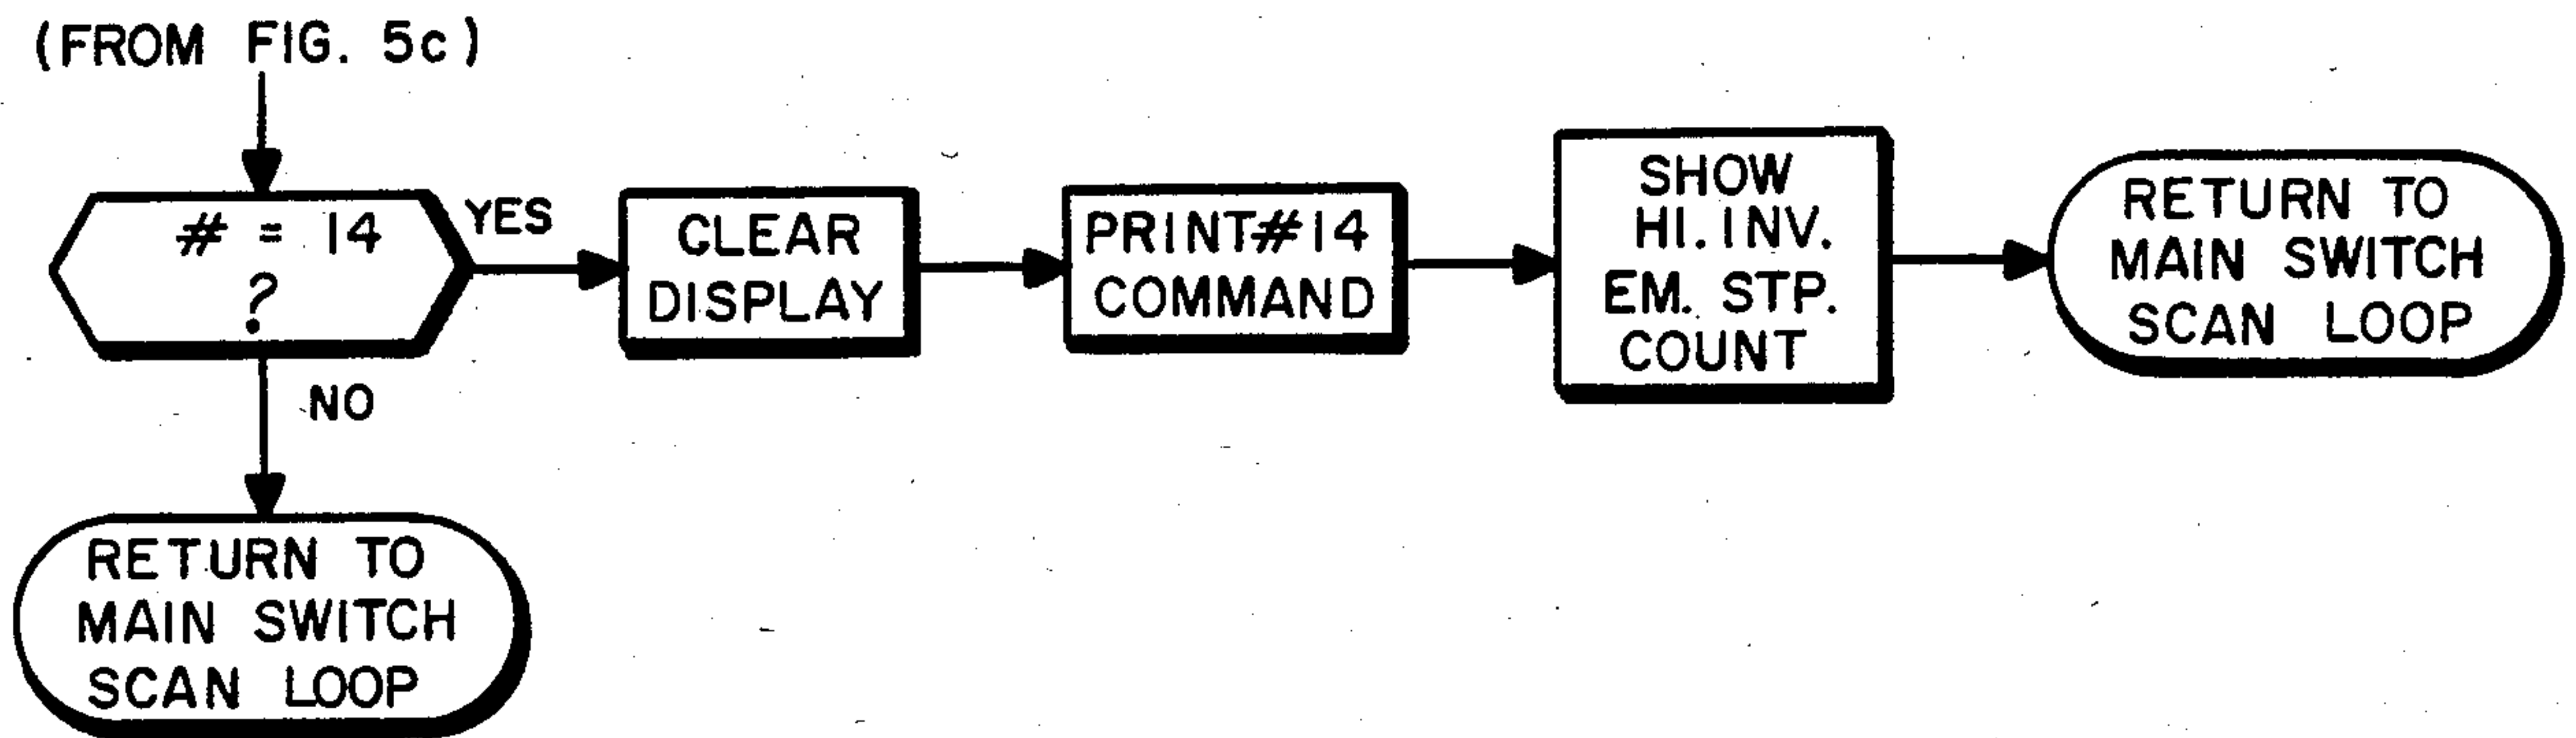 (FROM FIG. 5c)
# = 14
?
YES
CLEAR
DISPLAY
PRINT#14
COMMAND
SHOW
HI. INV.
EM. STP.
COUNT
RETURN TO
MAIN SWITCH
SCAN LOOP
NO
RETURN TO
MAIN SWITCH
SCAN LOOP